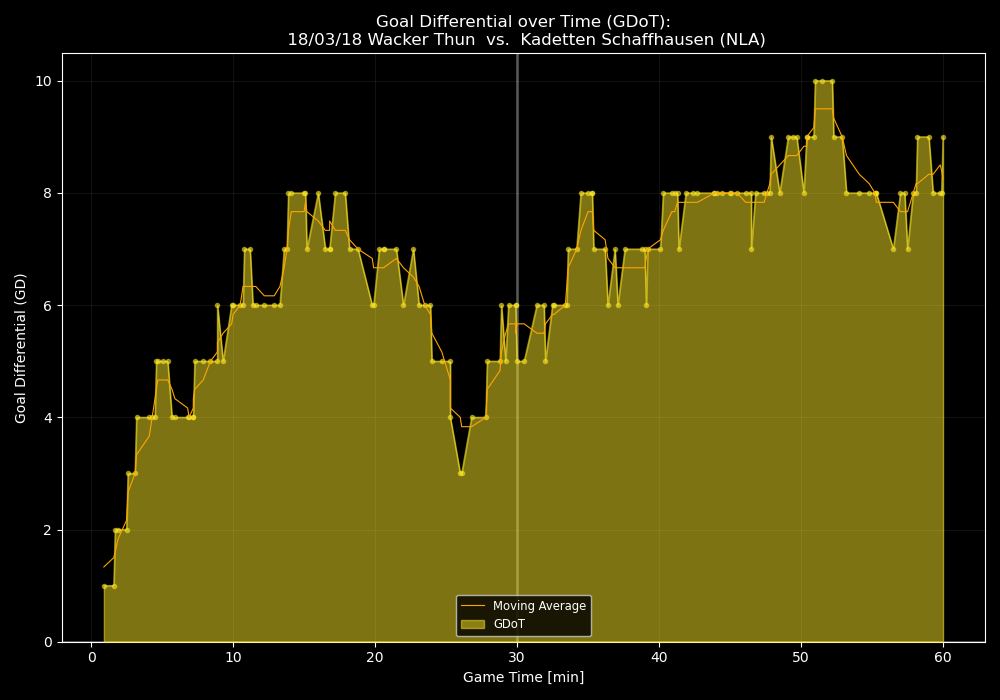 Goal Differential over Time (GDoT):
18/03/18 Wacker Thun  vs.  Kadetten Schaffhausen (NLA)
Goal Differential (GD)
10
8
6
4
2
0
Moving Average
GDoT
0 10 20 30 40 50 60
Game Time [min]